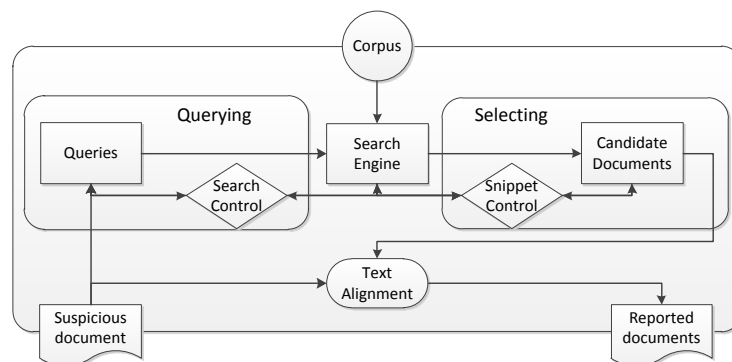 Corpus
Querying
Selecting
Queries
Search
Engine
Candidate
Documents
Search
Control
Snippet
Control
Text
Alignment
Suspicious
document
Reported
documents